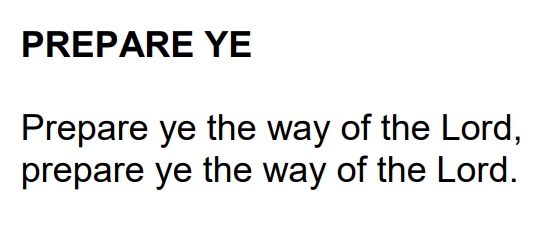 PREPARE YE
Prepare ye the way of the Lord,
prepare ye the way of the Lord.